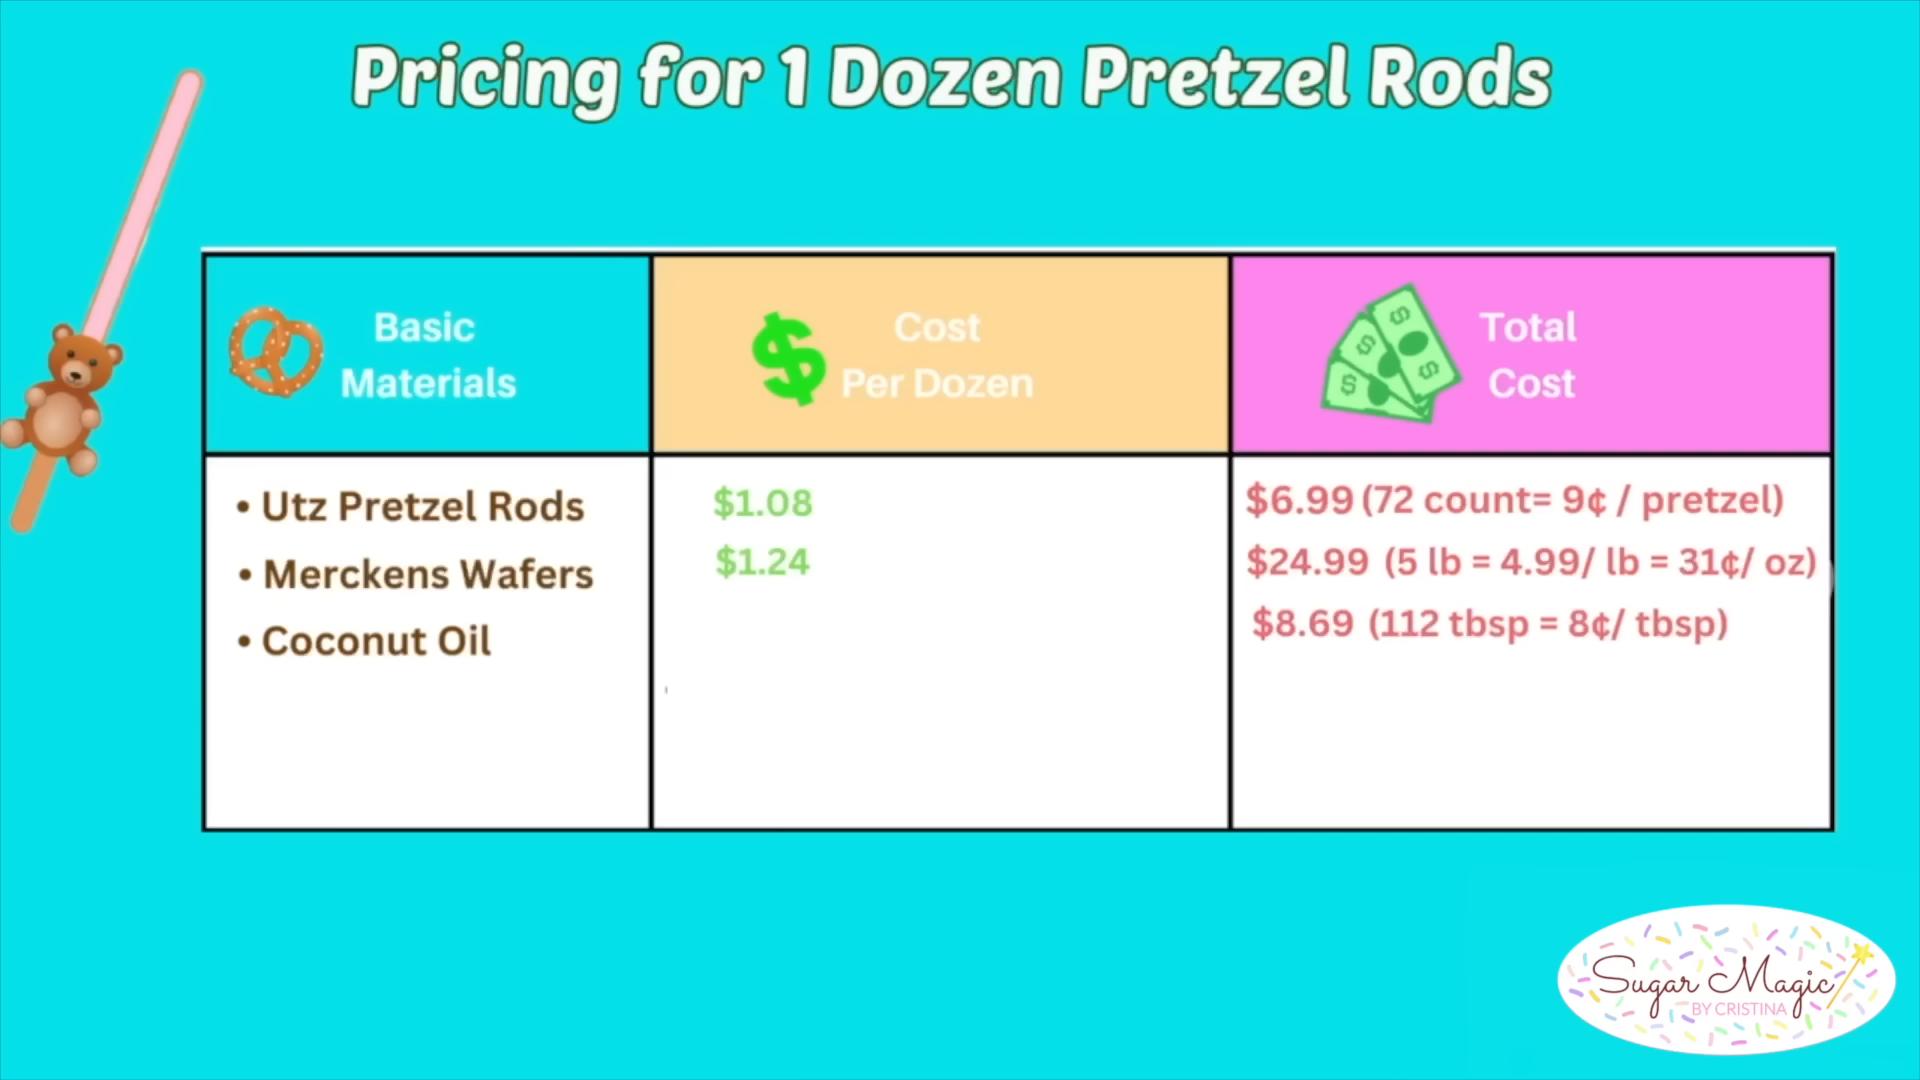 Pricing for 1 Dozen Pretzel Rods
Basic
Materials
$ Cost
Per Dozen
Total
Cost
• Utz Pretzel Rods
$1.08
$6.99 (72 count= 9¢ / pretzel)
• Merckens Wafers
$1.24
$24.99 (5 lb = 4.99/ lb = 31¢/ oz)
• Coconut Oil
$8.69 (112 tbsp = 8¢/ tbsp)
Sugar Magic
BY CRISTINA